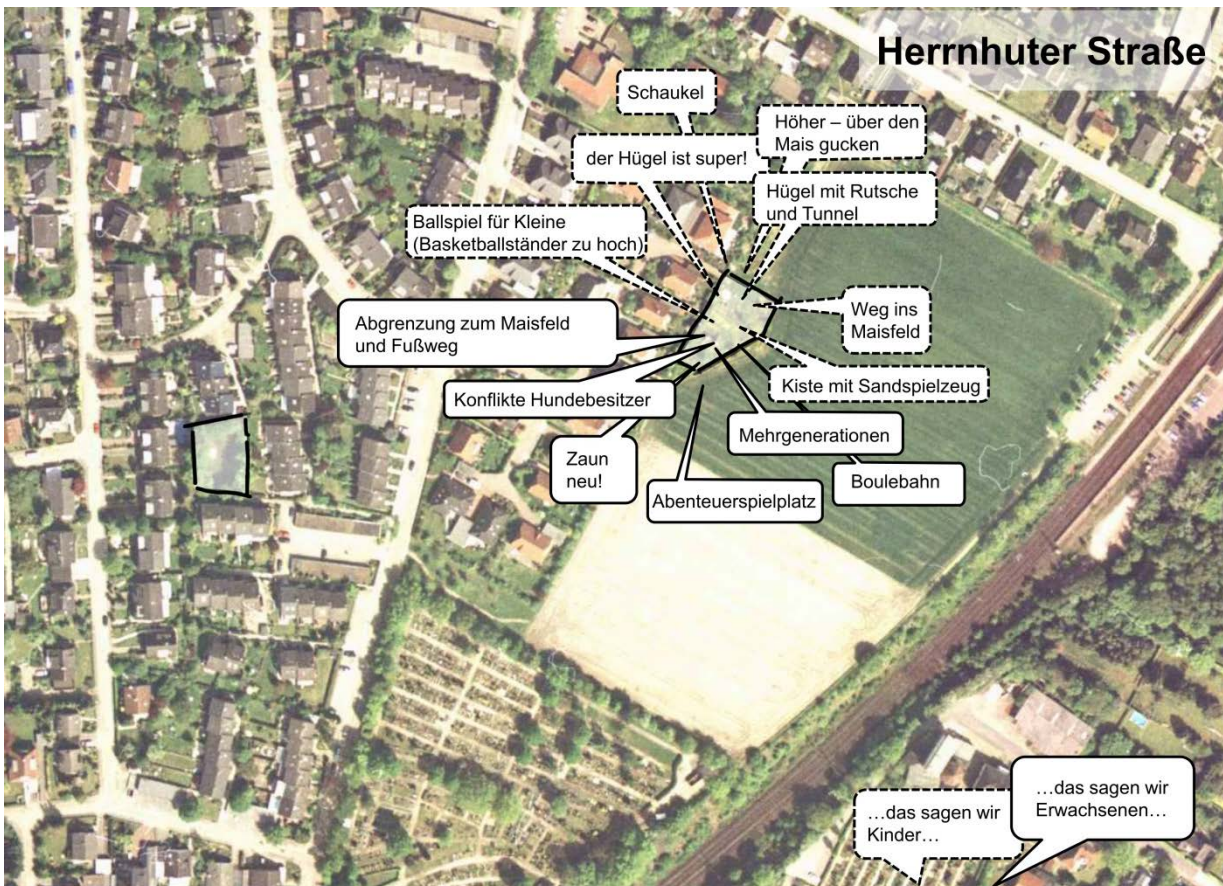 Herrnhuter Straße
Schaukel
Höher – über den
Mais gucken
der Hügel ist super!
Hügel mit Rutsche
und Tunnel
Ballspiel für Kleine
(Basketballständer zu hoch)
Weg ins
Maisfeld
Abgrenzung zum Maisfeld
und Fußweg
Kiste mit Sandspielzeug
Konflikte Hundebesitzer
Mehrgenerationen
Zaun
neu!
Boulebahn
Abenteuerspielplatz
…das sagen wir
Kinder…
…das sagen wir
Erwachsenen…